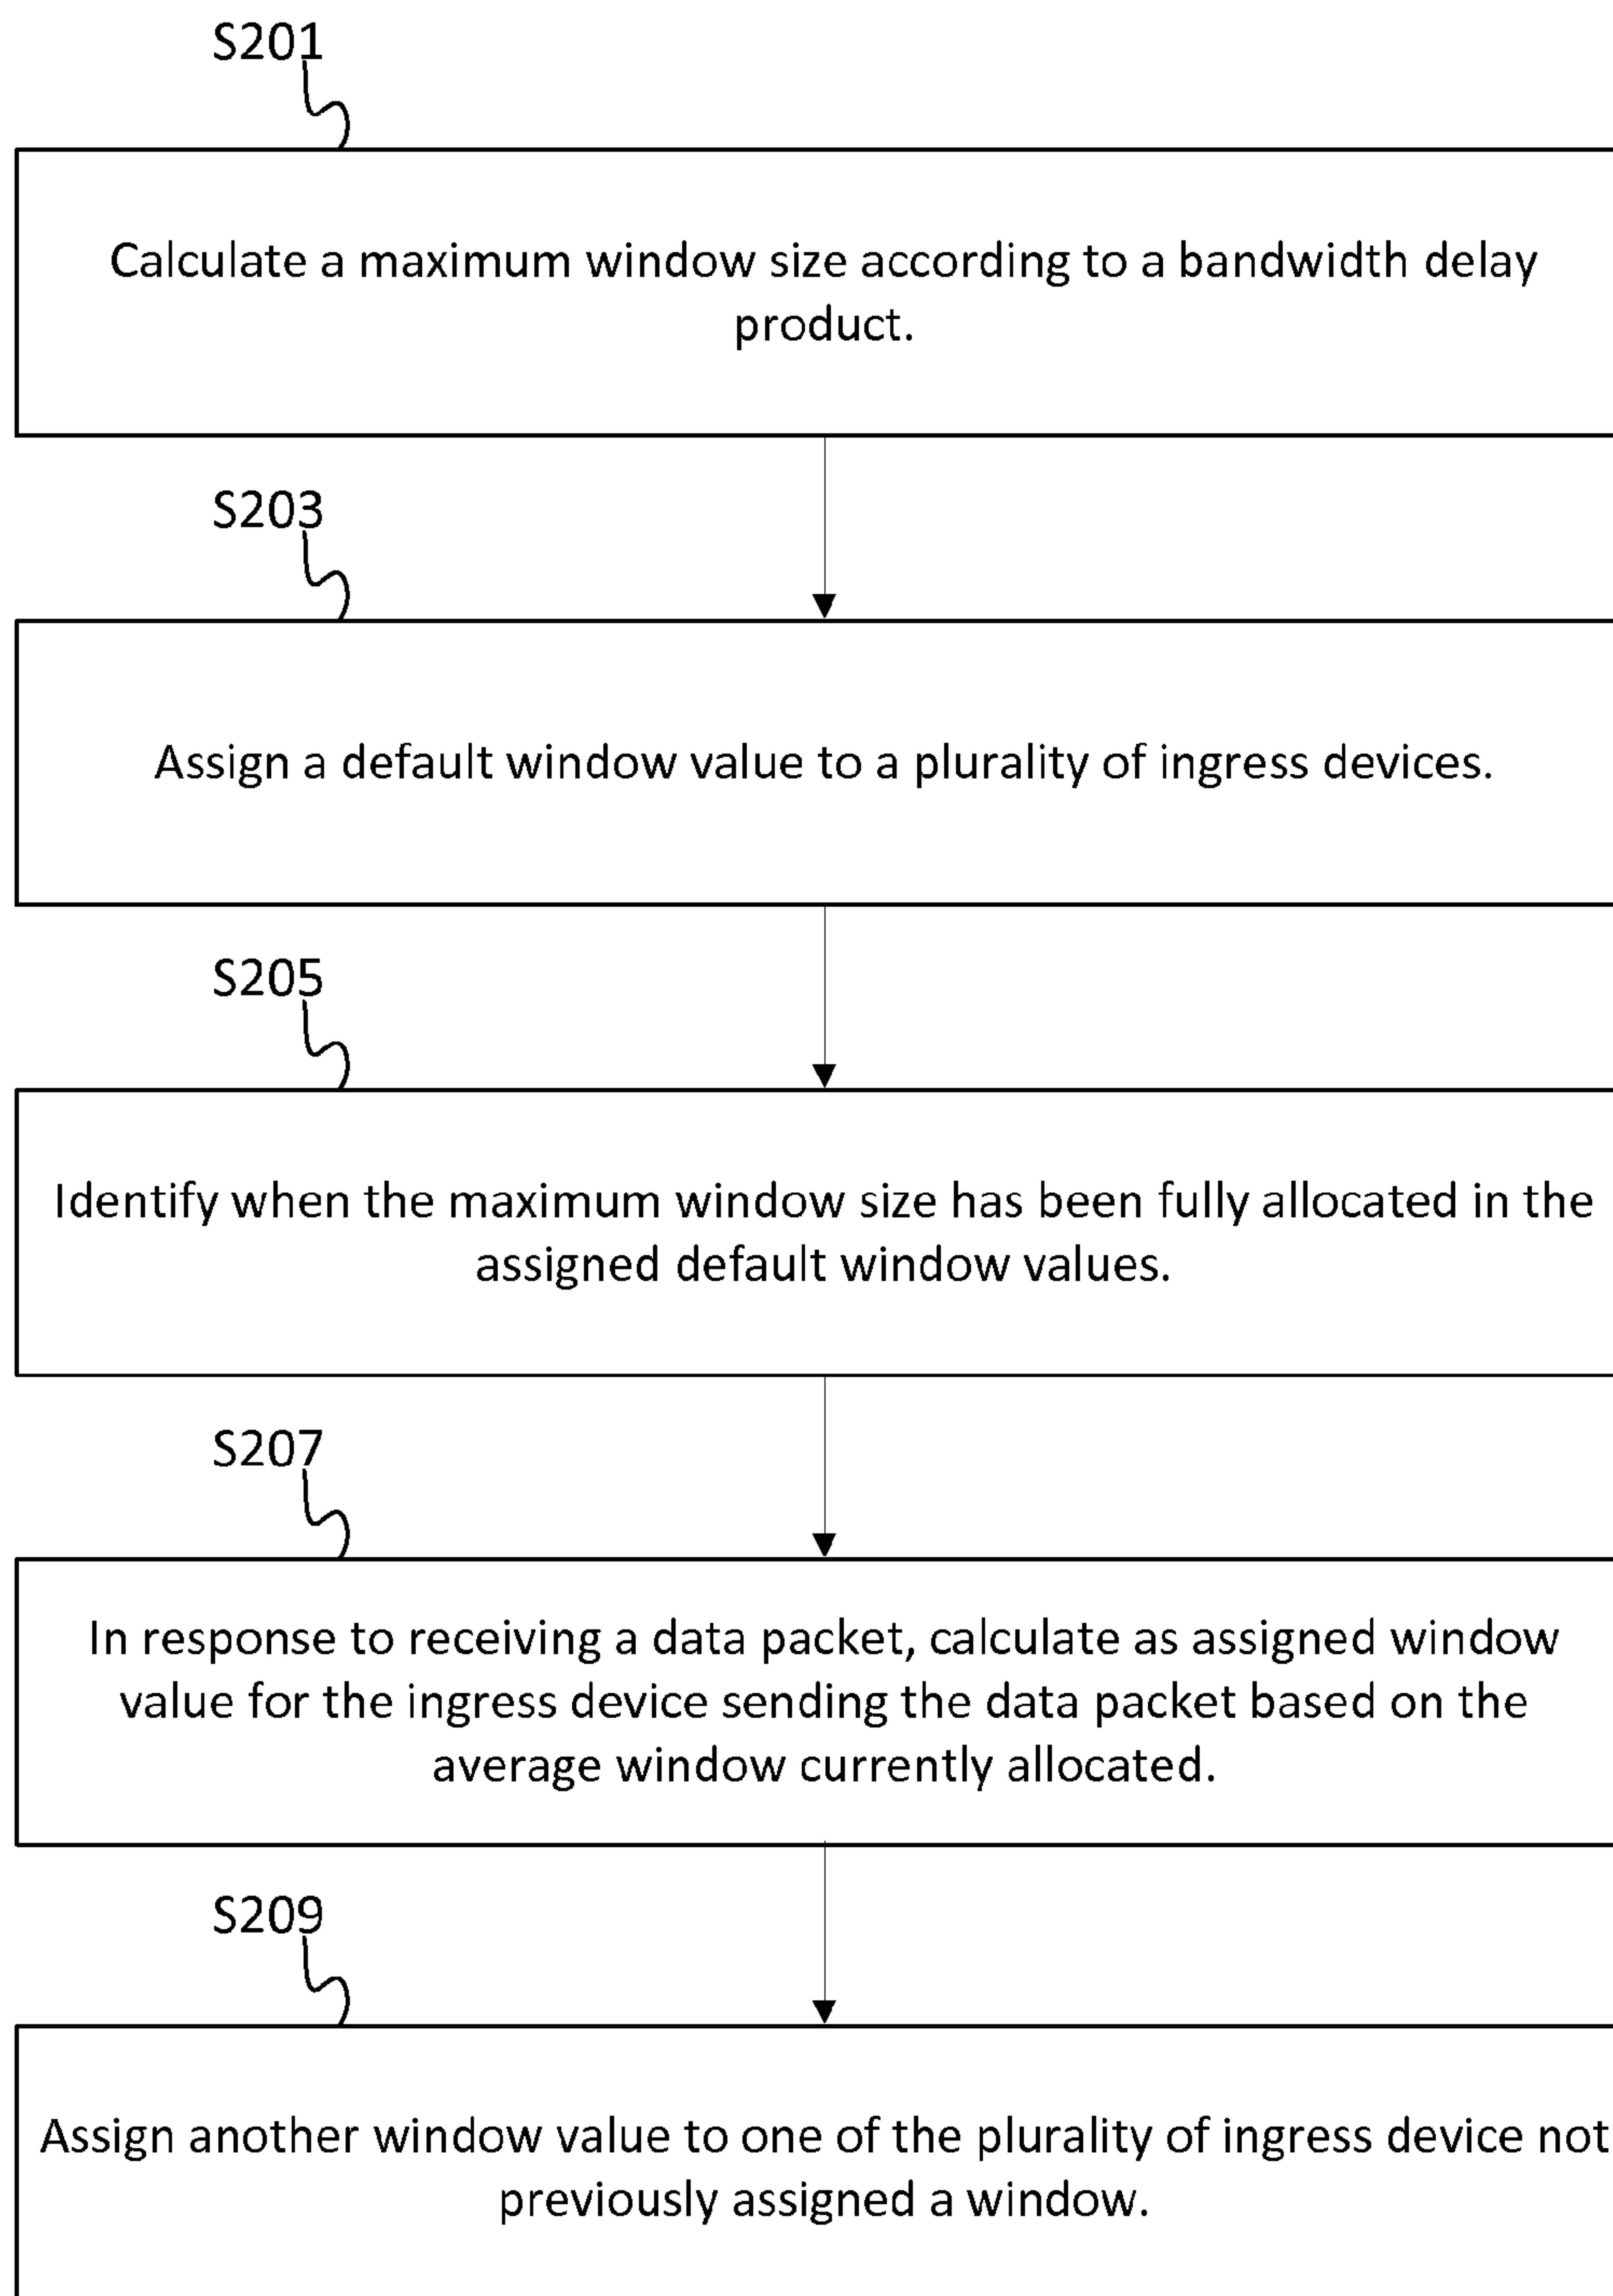 S201
Calculate a maximum window size according to a bandwidth delay
product.
S203
Assign a default window value to a plurality of ingress devices.
S205
Identify when the maximum window size has been fully allocated in the
assigned default window values.
S207
In response to receiving a data packet, calculate as assigned window
value for the ingress device sending the data packet based on the
average window currently allocated.
S209
Assign another window value to one of the plurality of ingress device not
previously assigned a window.